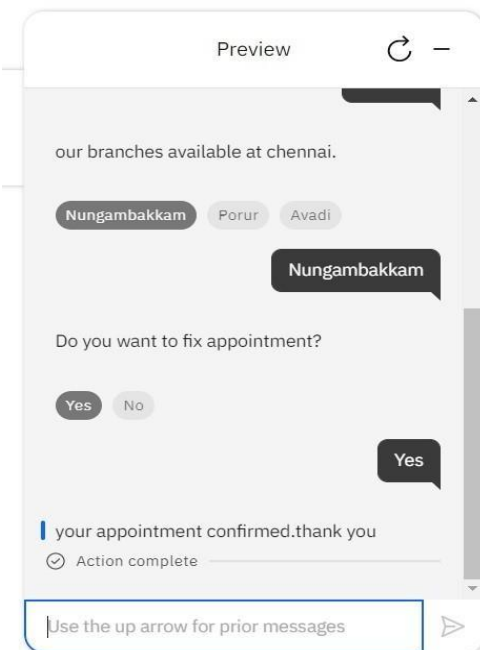 Preview
our branches available at chennai.
Nungambakkam Porur Avadi
Nungambakkam
Do you want to fix appointment?
Yes No
Yes
your appointment confirmed.thank you
Action complete
Use the up arrow for prior messages